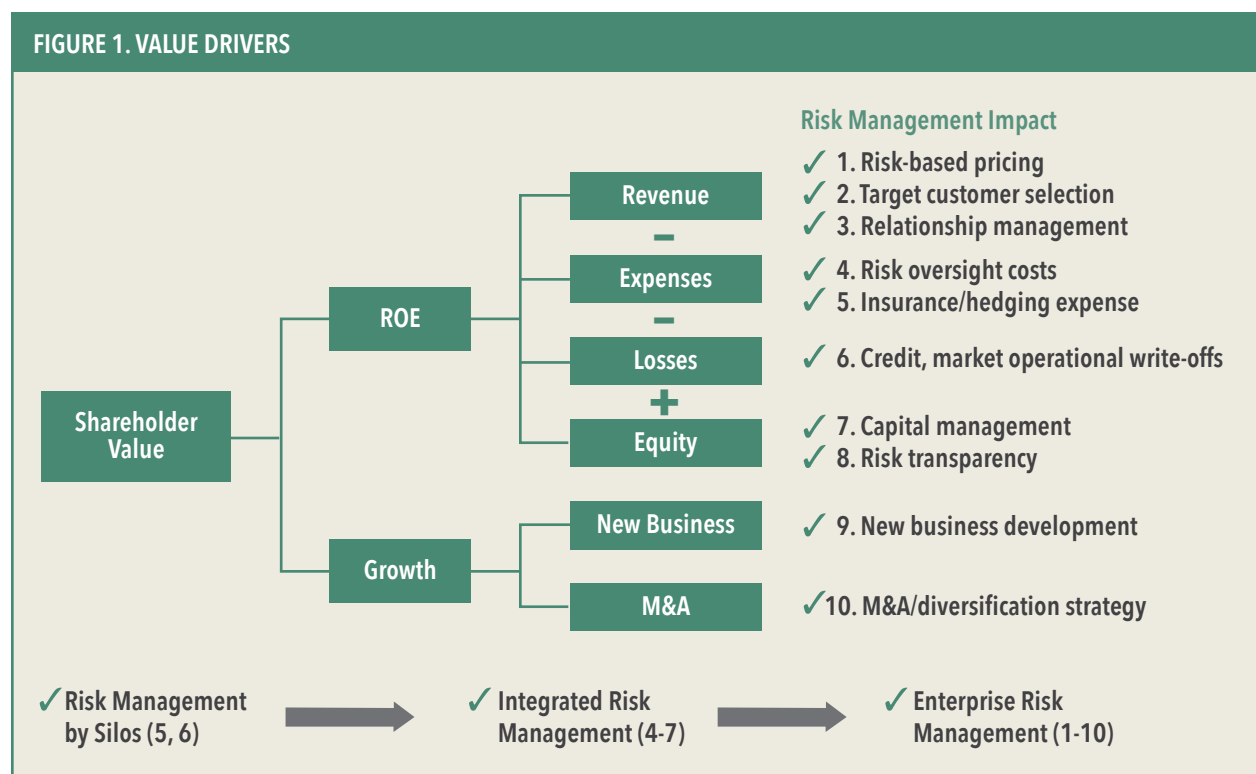 FIGURE 1. VALUE DRIVERS
Risk Management Impact
Shareholder
Value
ROE
Growth
Revenue
–
Expenses
–
Losses
+
Equity
New Business
M&A
✓ 1. Risk-based pricing
✓ 2. Target customer selection
✓ 3. Relationship management
✓ 4. Risk oversight costs
✓ 5. Insurance/hedging expense
✓ 6. Credit, market operational write-offs
✓ 7. Capital management
✓ 8. Risk transparency
✓ 9. New business development
✓ 10. M&A/diversification strategy
✓ Risk Management
by Silos (5, 6)
✓ Integrated Risk
Management (4-7)
✓ Enterprise Risk
Management (1-10)